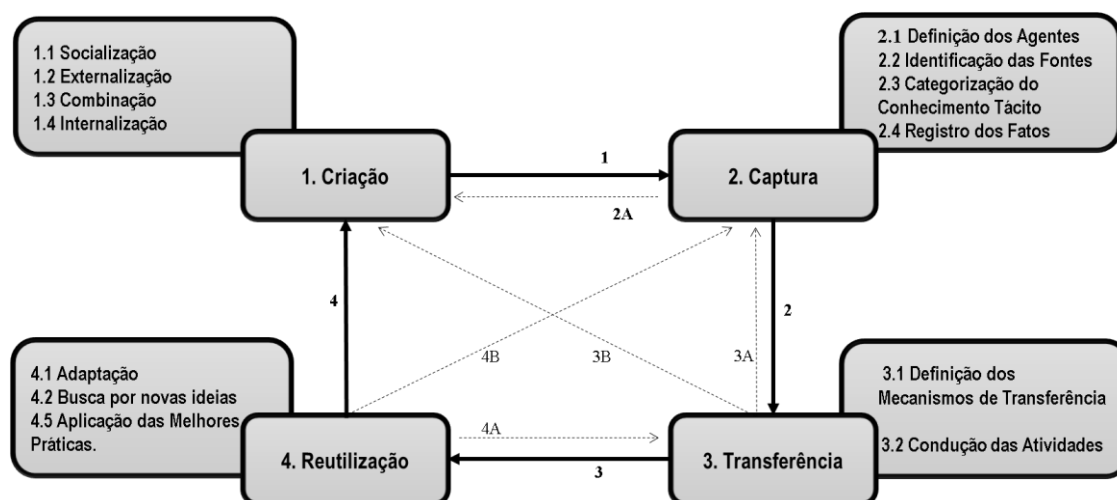 1.1 Socialização
1.2 Externalização
1.3 Combinação
1.4 Internalização
2.1 Definição dos Agentes
2.2 Identificação das Fontes
2.3 Categorização do
Conhecimento Tácito
2.4 Registro dos Fatos
1. Criação
1
2. Captura
2A
4
2
4B
3B
3A
4.1 Adaptação
4.2 Busca por novas ideias
4.5 Aplicação das Melhores
Práticas.
3.1 Definição dos
Mecanismos de Transferência
3.2 Condução das Atividades
4A
4. Reutilização
3
3. Transferência